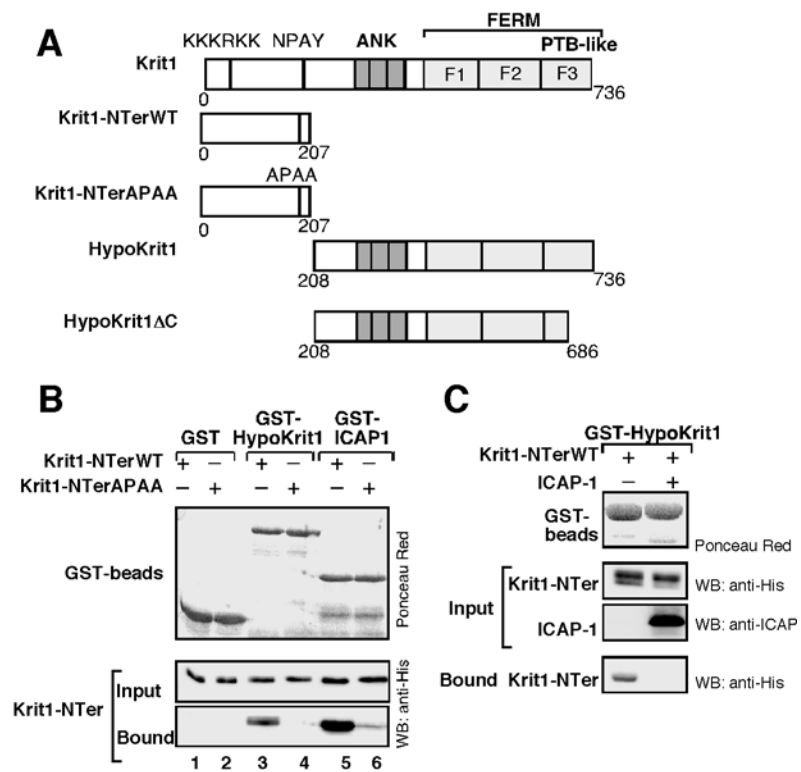 A
FERM
KKKRKK NPAY ANK PTB-like
Krit1 F1 F2 F3
0 736
Krit1-NTerWT
0 207
APAA
Krit1-NTerAPAA
0 207
HypoKrit1
208 736
HypoKrit1ΔC
208 686
B
GST GST-HypoKrit1 GST-ICAP1
Krit1-NTerWT + – + – + –
Krit1-NTerAPAA – + – + – +
GST-beads
Ponceau Red
Krit1-NTer
Input
Bound
WB: anti-His
1 2 3 4 5 6
C
GST-HypoKrit1
Krit1-NTerWT + +
ICAP-1 – +
GST-beads
Ponceau Red
Input
Krit1-NTer WB: anti-His
ICAP-1 WB: anti-ICAP
Bound Krit1-NTer WB: anti-His